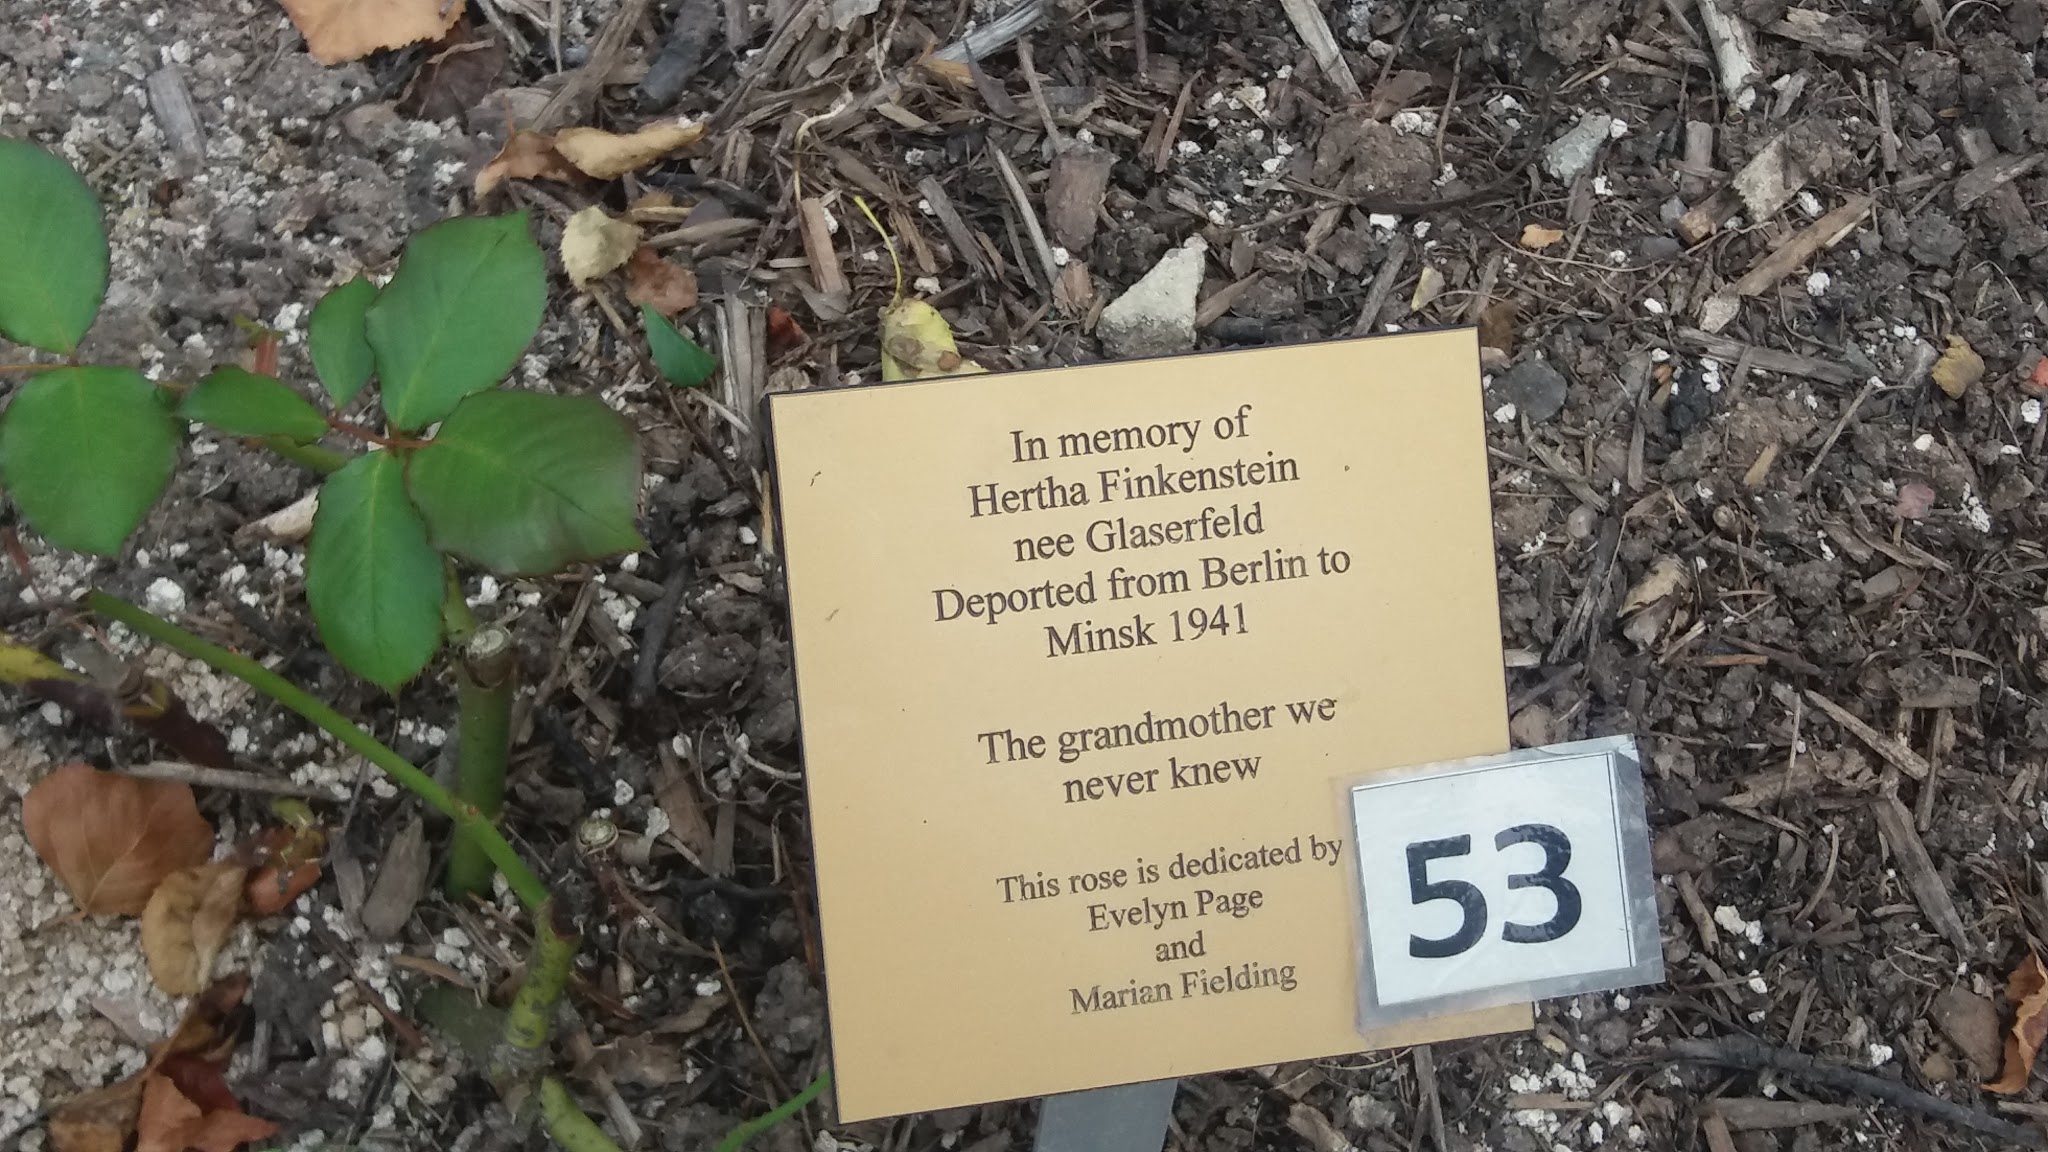 In memory of
Hertha Finkenstein
nee Glaserfeld
Deported from Berlin to
Minsk 1941
The grandmother we
never knew
This rose is dedicated by
Evelyn Page
and
Marian Fielding
53